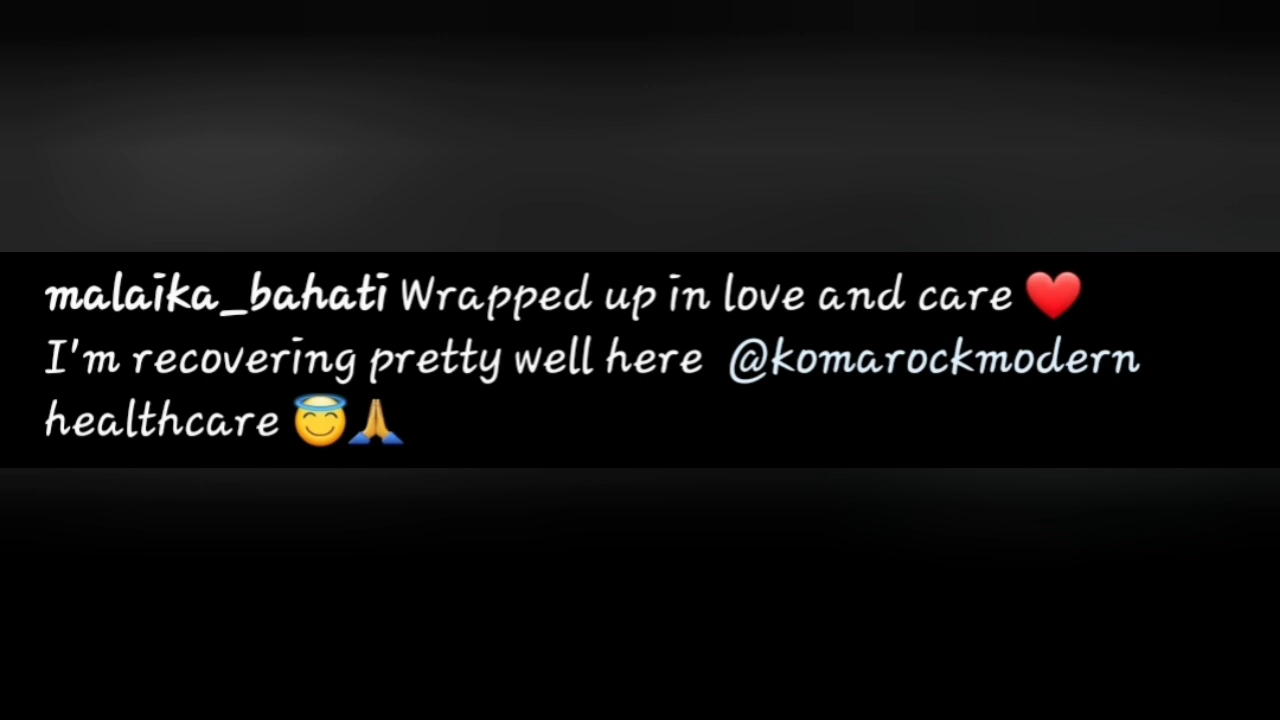 malaika_bahati Wrapped up in love and care ❤️
I'm recovering pretty well here @komarockmodern
healthcare 😇🙏